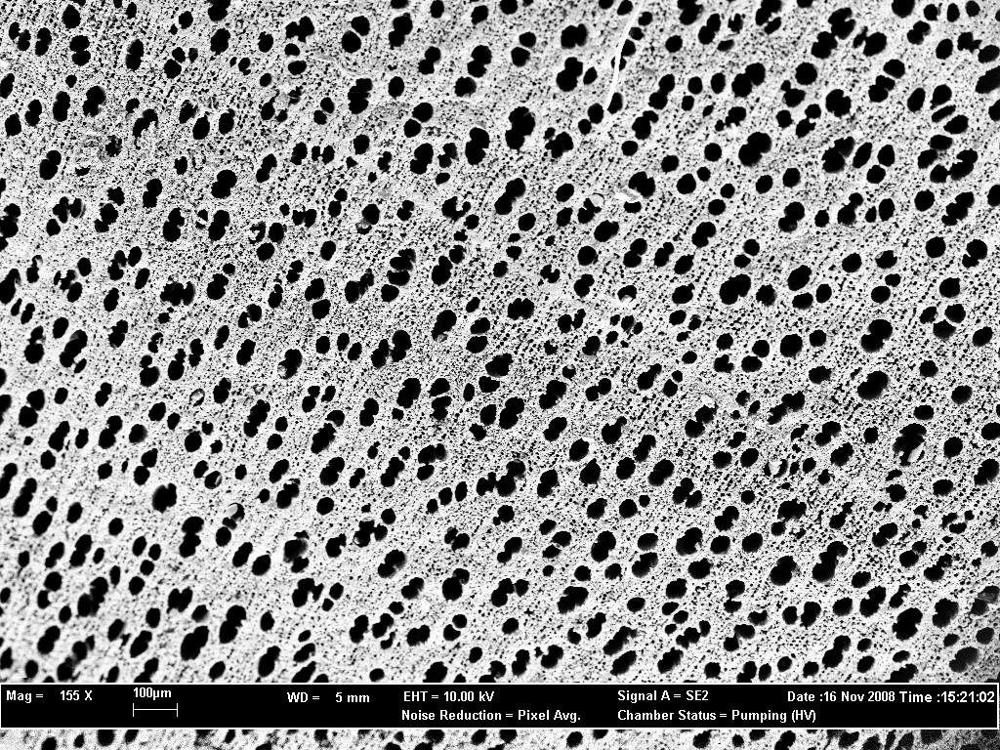 Mag = 155 X 100µm WD = 5 mm EHT = 10.00 kV Signal A = SE2 Date :16 Nov 2008 Time :15:21:02
Noise Reduction = Pixel Avg. Chamber Status = Pumping (HV)